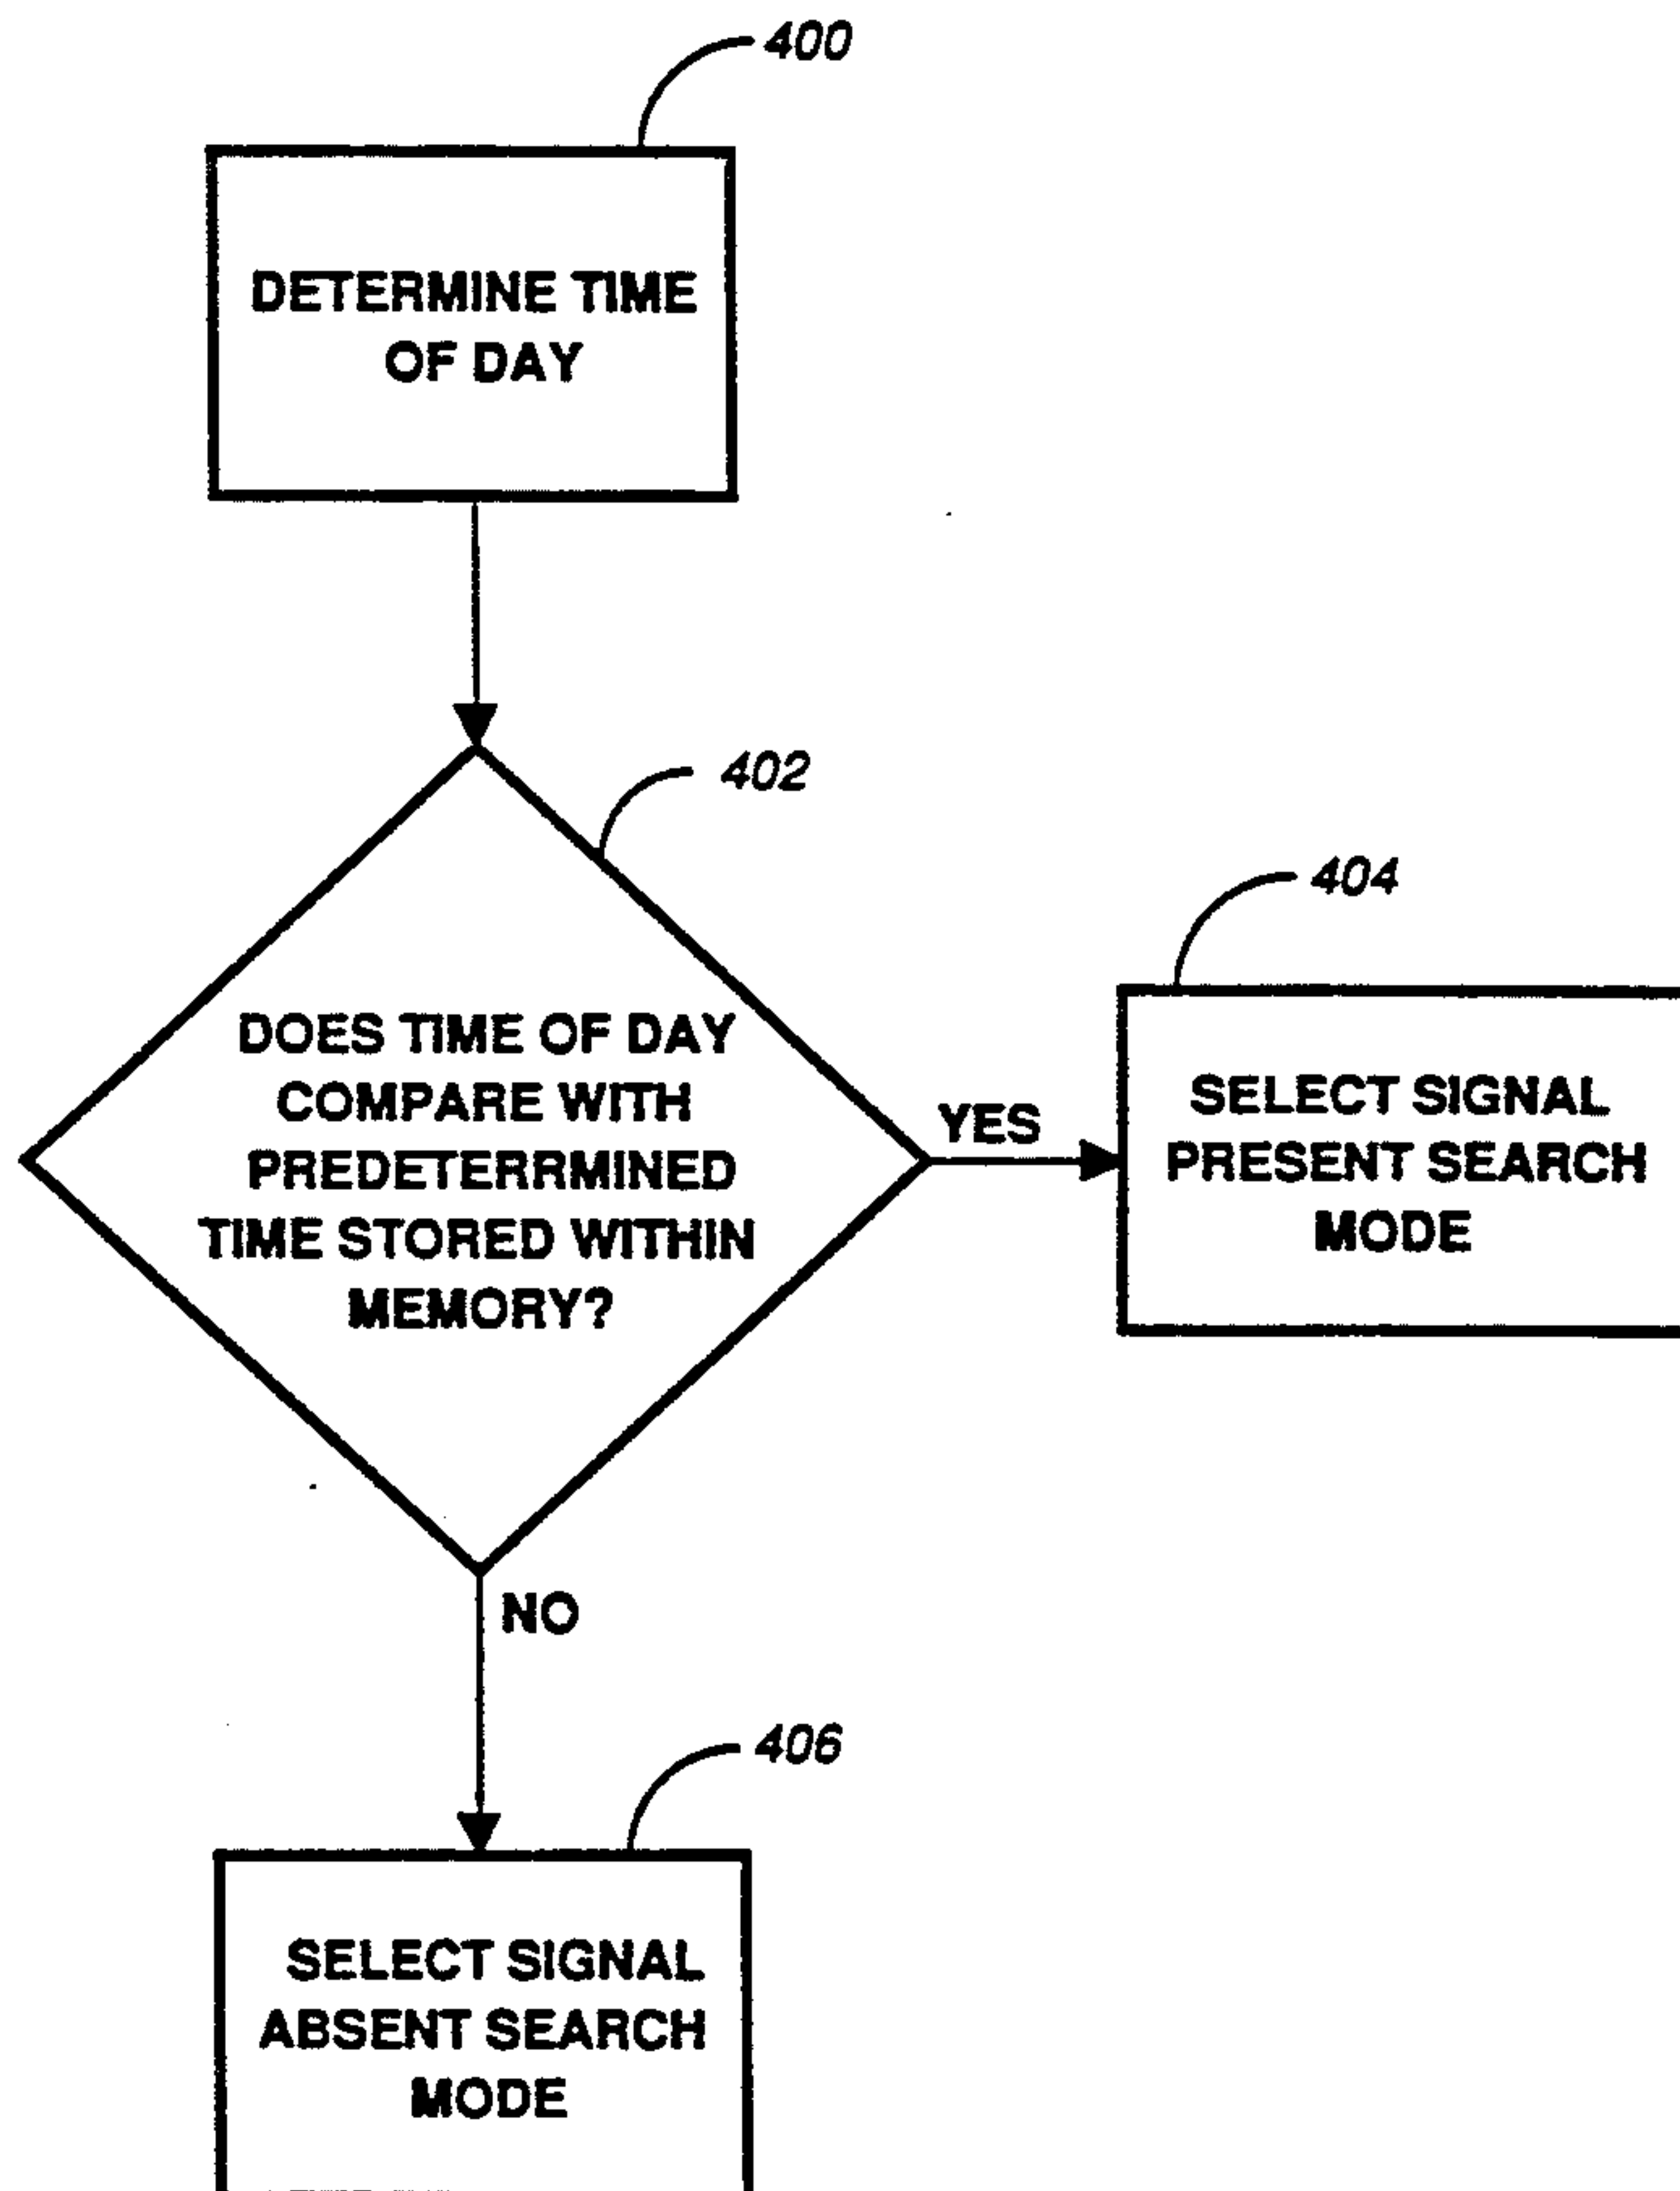 400
DETERMINE TIME
OF DAY
402
DOES TIME OF DAY
COMPARE WITH
PREDETERRMINED
TIME STORED WITHIN
MEMORY?
YES
404
SELECT SIGNAL
PRESENT SEARCH
MODE
NO
406
SELECT SIGNAL
ABSENT SEARCH
MODE